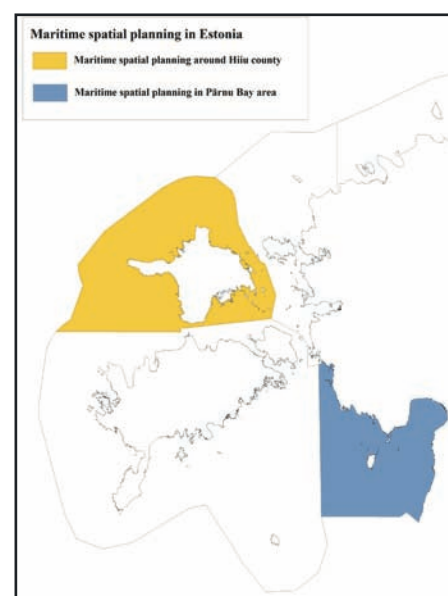 Maritime spatial planning in Estonia
Maritime spatial planning around Hiiu county
Maritime spatial planning in Pärnu Bay area